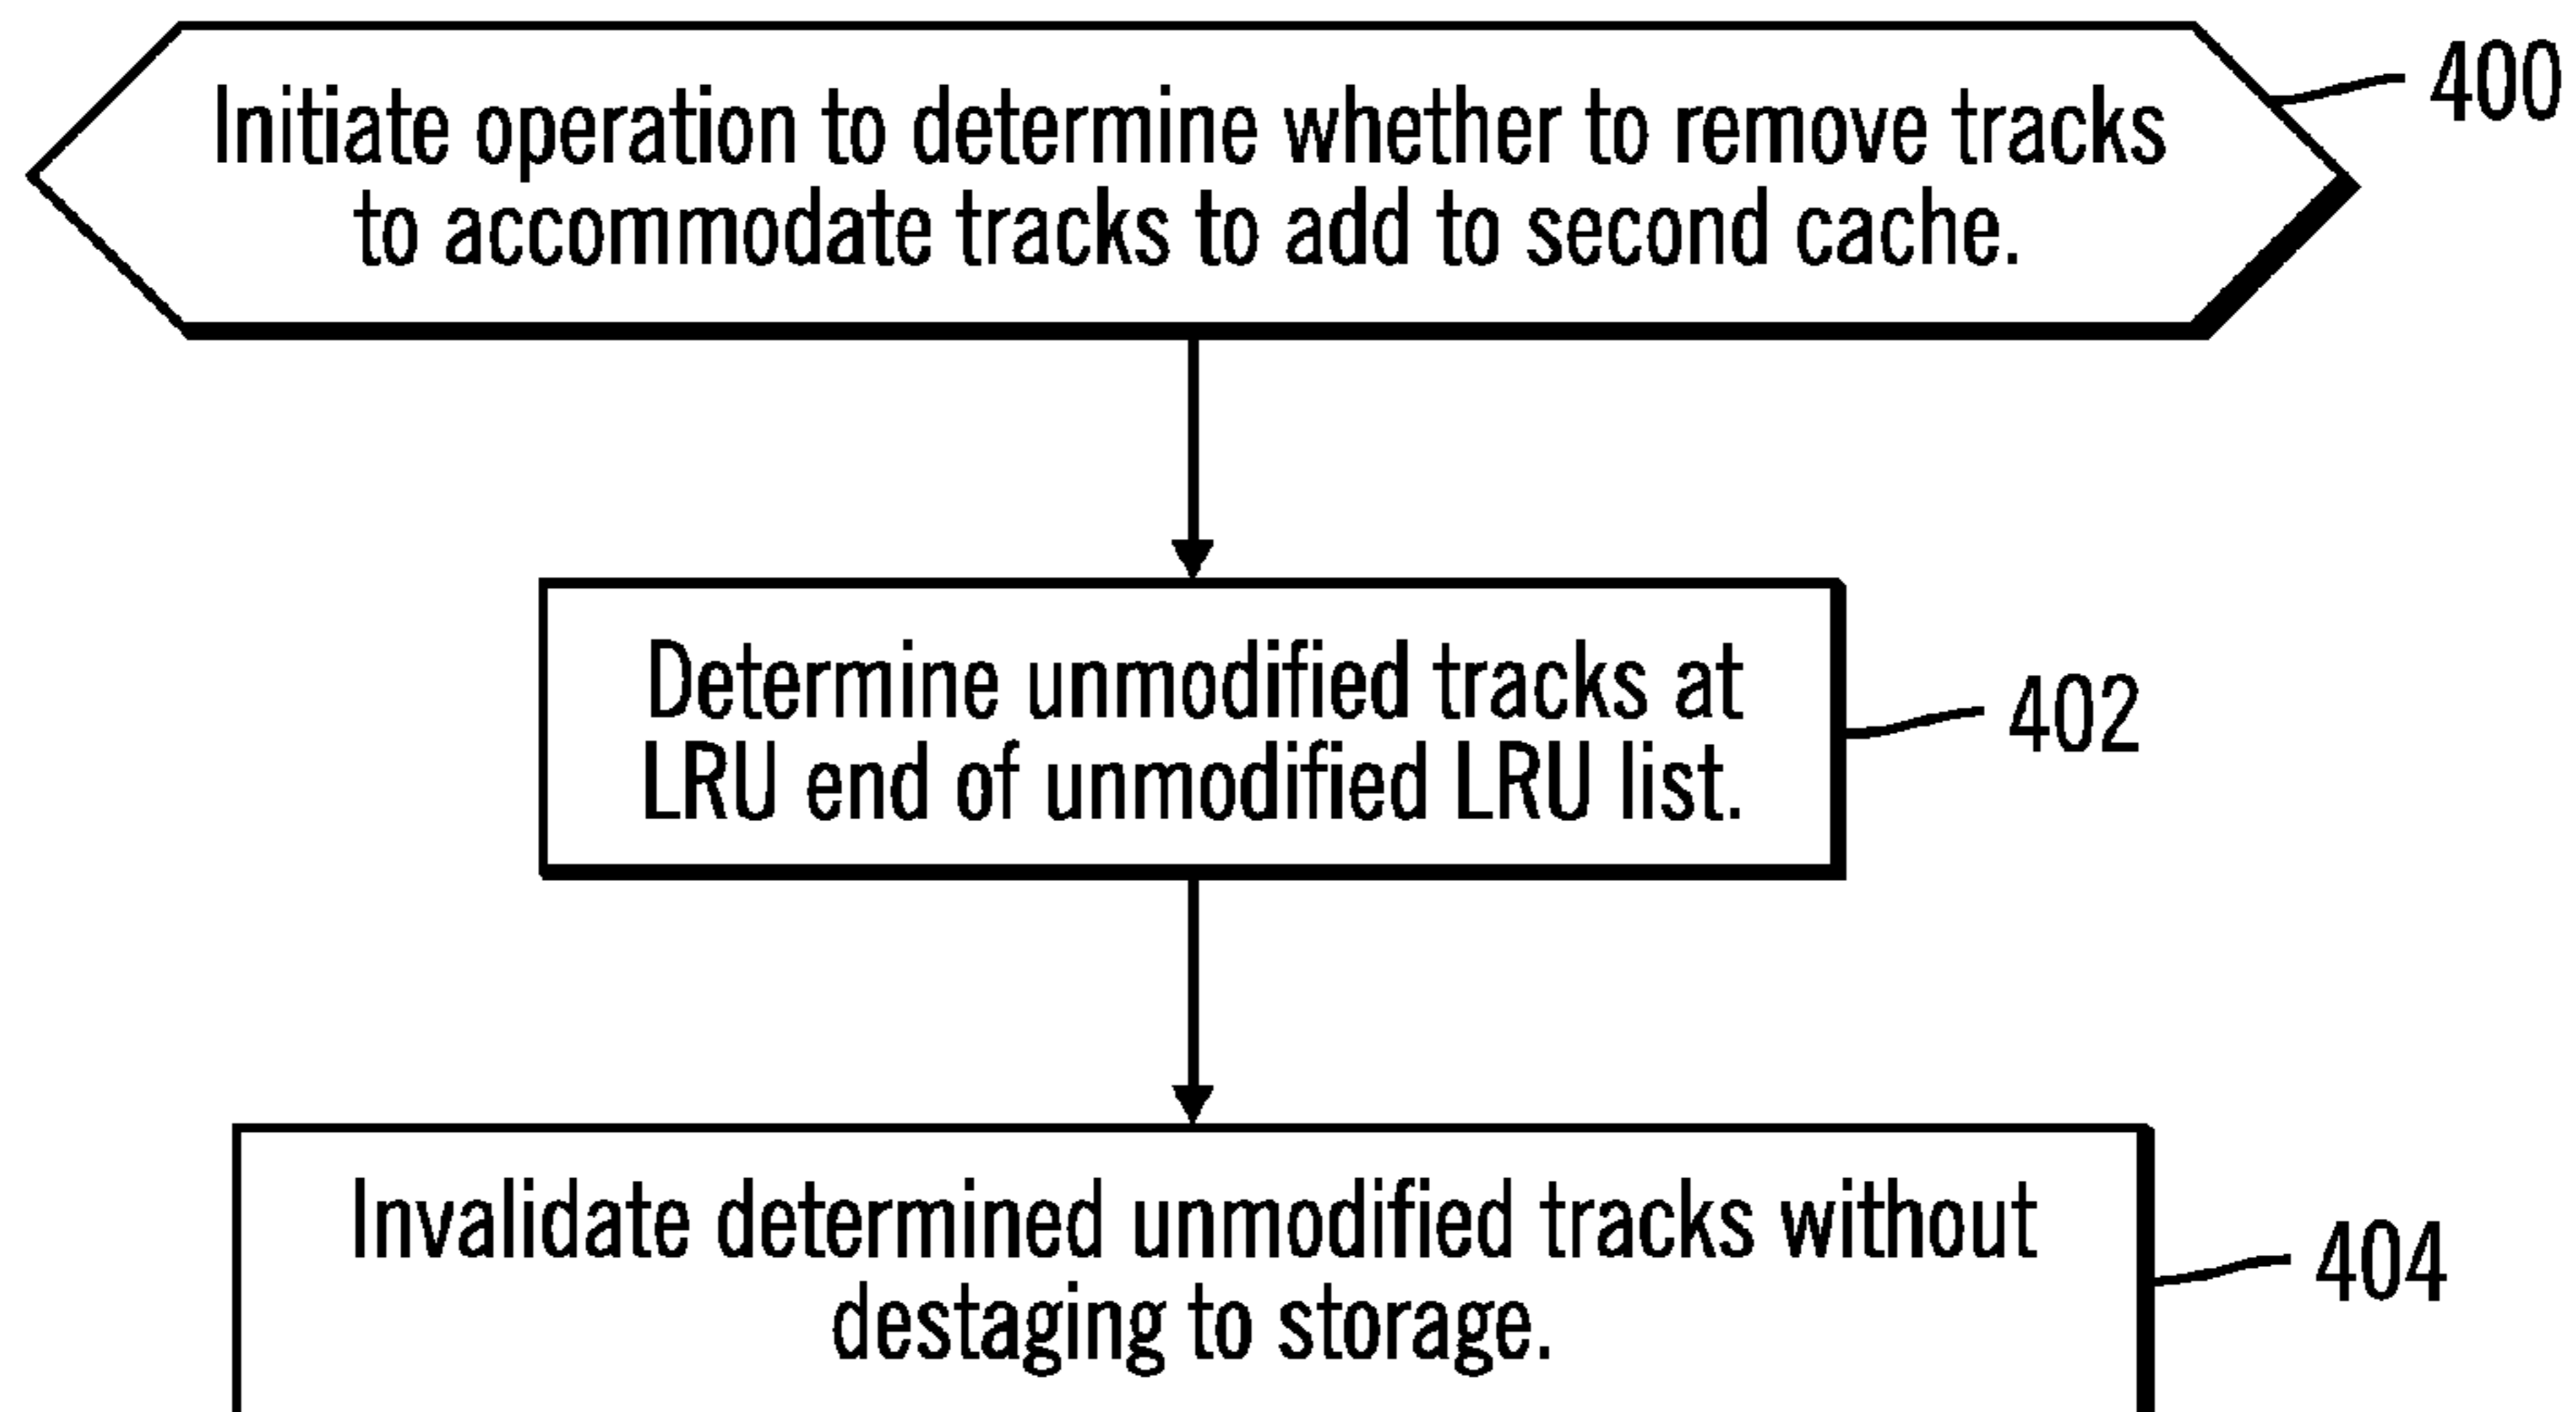 Initiate operation to determine whether to remove tracks
to accommodate tracks to add to second cache.
400
Determine unmodified tracks at
LRU end of unmodified LRU list.
402
Invalidate determined unmodified tracks without
destaging to storage.
404